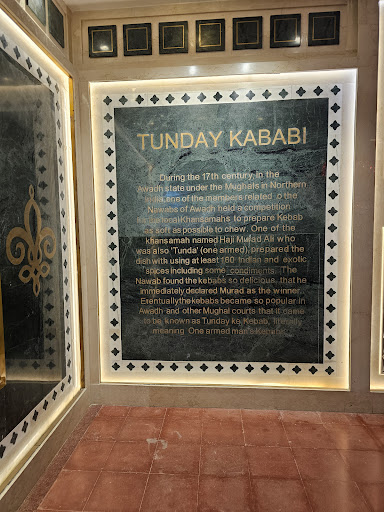 TUNDAY KABABI
During the 17th century, in the
Awadh state under the Mughals in Northern
India, one of the mambers related o the
Nawabs of Awadh held a competition
local Khansamahs to prepare Kebab
as soft as possible to chew. One of the
khansamah named Haji Murad Ali who
was also 'Tunda' (one armed), prepared the
dish with using at least 160 Indian and exotic
spices including some condiments. The
Nawab found the kebabs so delicious, that he
immediately declared Murad as the winner.
Eventually the kebabs became so popular in
Awadh and other Mughal courts that it came
to be known as Tunday ke Kebab, literally
meaning One armed man's Kebabs.